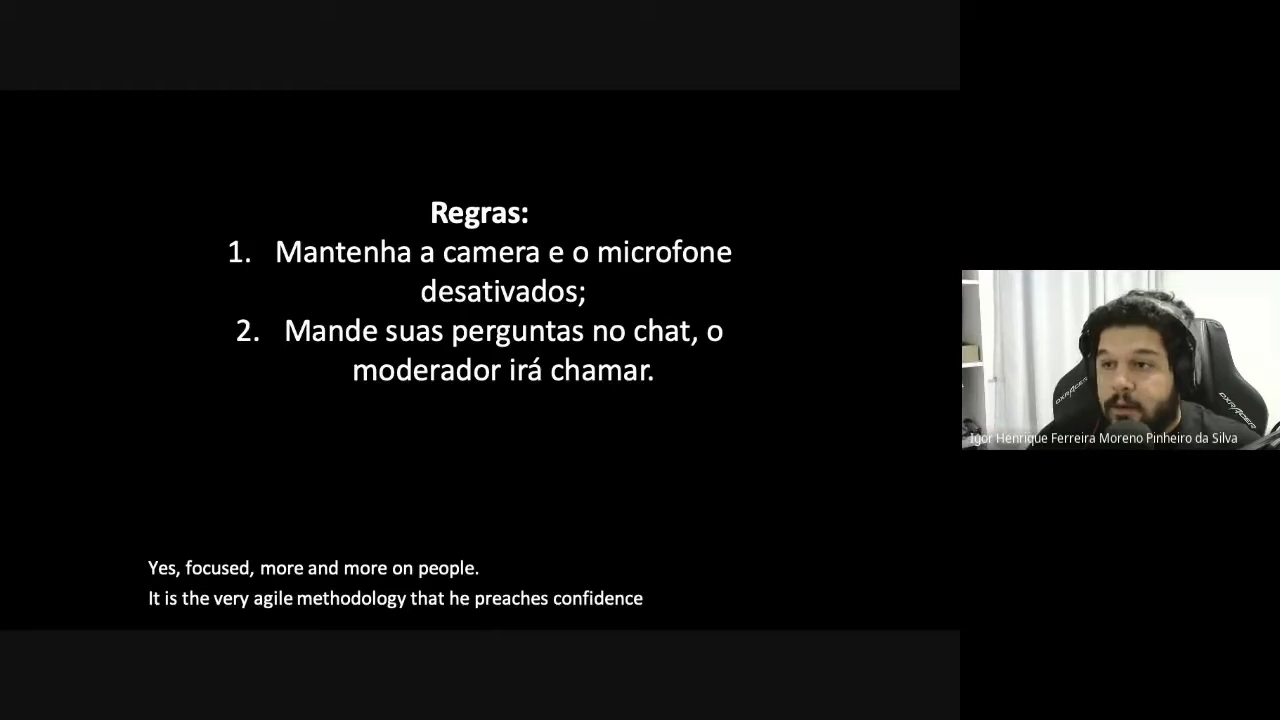 Regras:
1. Mantenha a camera e o microfone
desativados;
2. Mande suas perguntas no chat, o
moderador irá chamar.
DXRACER
DXRACER
Igor Henrique Ferreira Moreno Pinheiro da Silva
Yes, focused, more and more on people.
It is the very agile methodology that he preaches confidence